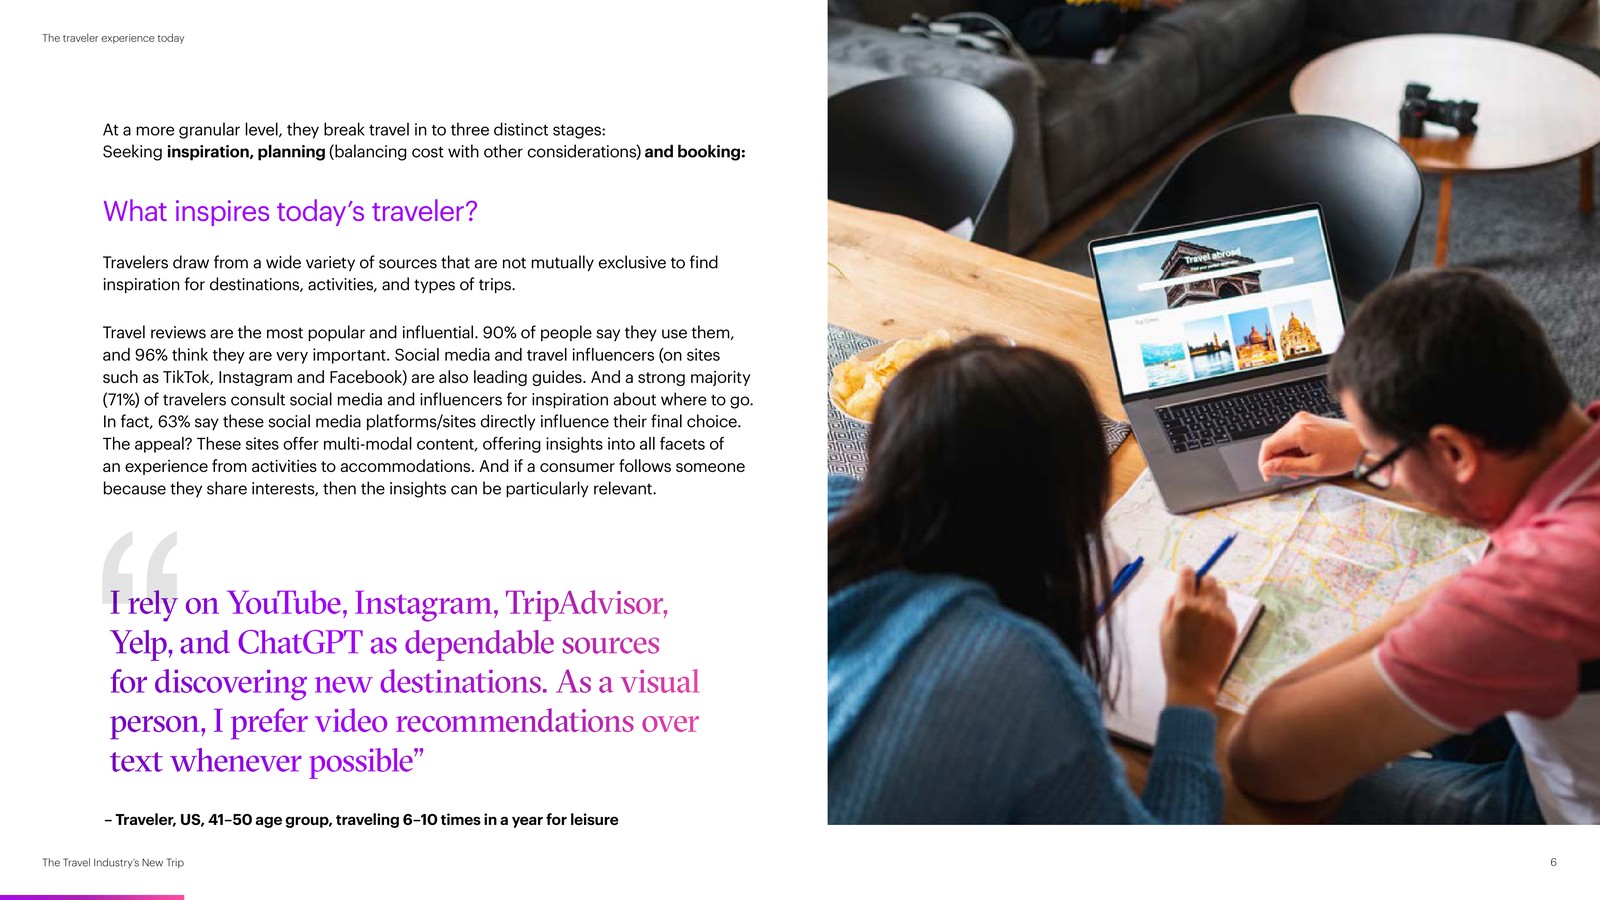 The traveler experience today
At a more granular level, they break travel in to three distinct stages:
Seeking inspiration, planning (balancing cost with other considerations) and booking:
What inspires today’s traveler?
Travelers draw from a wide variety of sources that are not mutually exclusive to find
inspiration for destinations, activities, and types of trips.
Travel reviews are the most popular and influential. 90% of people say they use them,
and 96% think they are very important. Social media and travel influencers (on sites
such as TikTok, Instagram and Facebook) are also leading guides. And a strong majority
(71%) of travelers consult social media and influencers for inspiration about where to go.
In fact, 63% say these social media platforms/sites directly influence their final choice.
The appeal? These sites offer multi-modal content, offering insights into all facets of
an experience from activities to accommodations. And if a consumer follows someone
because they share interests, then the insights can be particularly relevant.
“
I rely on YouTube, Instagram, TripAdvisor,
Yelp, and ChatGPT as dependable sources
for discovering new destinations. As a visual
person, I prefer video recommendations over
text whenever possible”
– Traveler, US, 41–50 age group, traveling 6–10 times in a year for leisure
The Travel Industry’s New Trip
6
Travel abroad
Top Cities